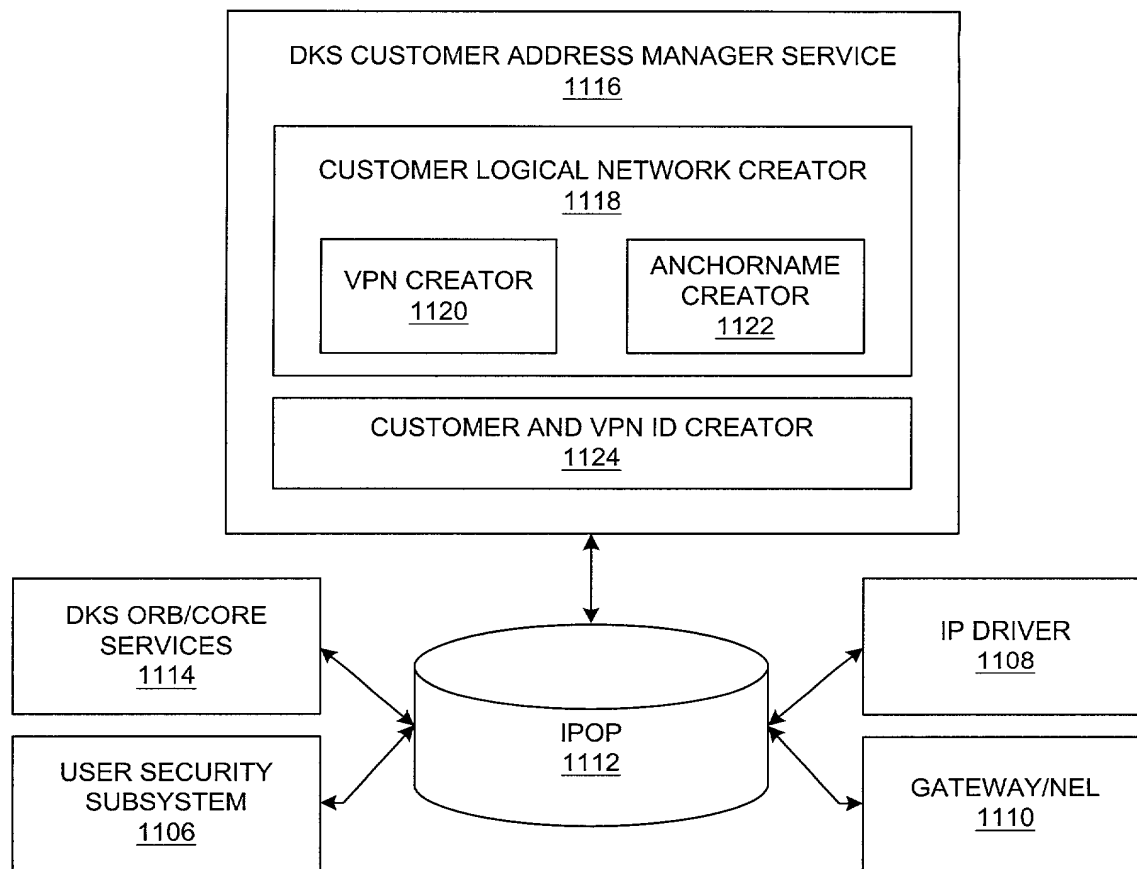 DKS CUSTOMER ADDRESS MANAGER SERVICE
1116
CUSTOMER LOGICAL NETWORK CREATOR
1118
VPN CREATOR
1120
ANCHORNAME
CREATOR
1122
CUSTOMER AND VPN ID CREATOR
1124
DKS ORB/CORE
SERVICES
1114
USER SECURITY
SUBSYSTEM
1106
IPOP
1112
IP DRIVER
1108
GATEWAY/NEL
1110